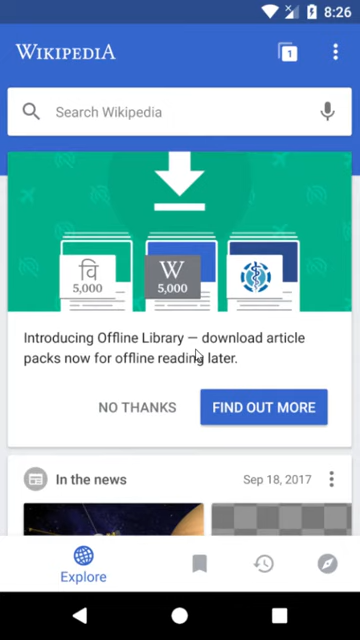 8:26
WIKIPEDIA
1
Search Wikipedia
वि
5,000
W
5,000
Introducing Offline Library — download article
packs now for offline reading later.
NO THANKS
FIND OUT MORE
In the news
Sep 18, 2017
Explore